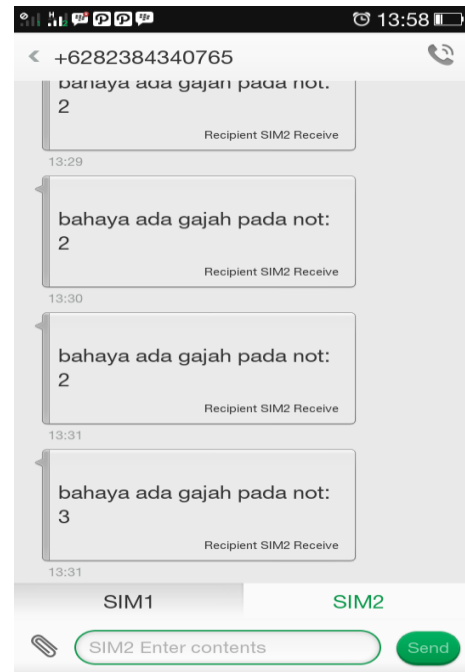 13:58
+6282384340765
bahaya ada gajah pada not:
2
Recipient SIM2 Receive
13:29
bahaya ada gajah pada not:
2
Recipient SIM2 Receive
13:30
bahaya ada gajah pada not:
2
Recipient SIM2 Receive
13:31
bahaya ada gajah pada not:
3
Recipient SIM2 Receive
13:31
SIM1 SIM2
SIM2 Enter contents Send